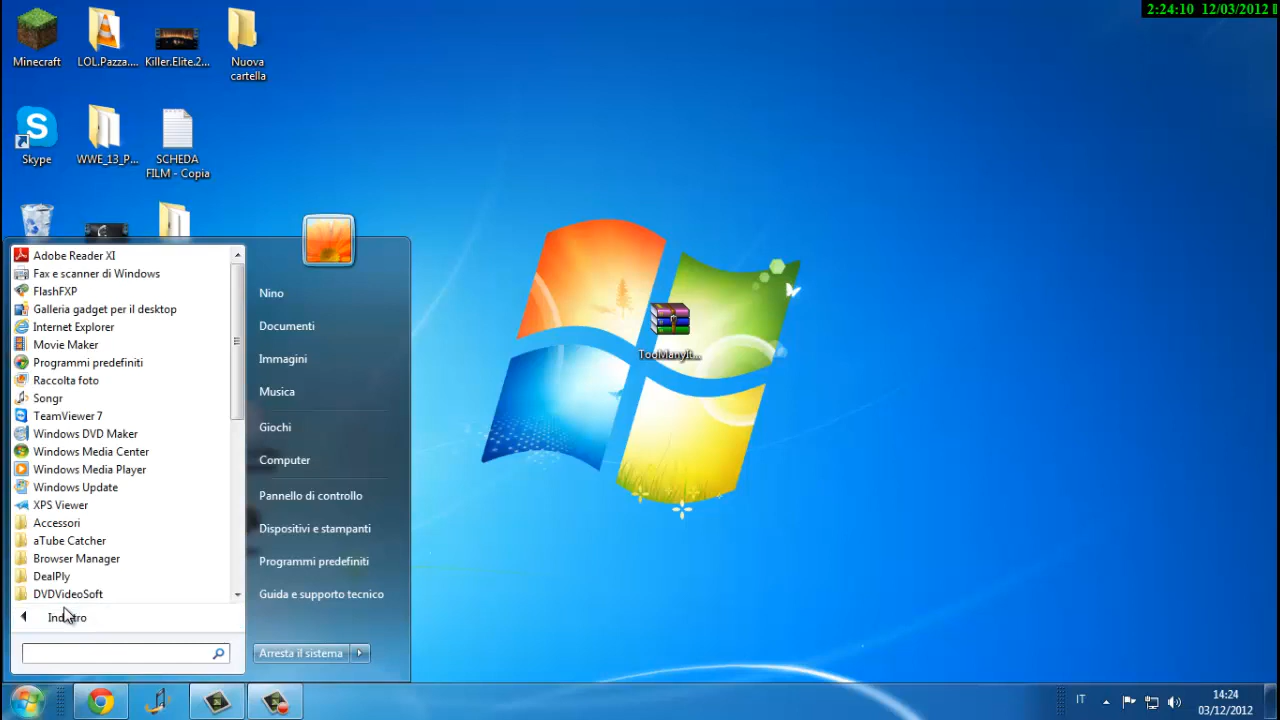 2:24:10 12/03/2012
Minecraft
LOL.Pazza....
Killer.Elite.2...
Nuova
cartella
Skype
WWE_13_P...
SCHEDA
FILM - Copia
TooManyIt...
Adobe Reader XI
Fax e scanner di Windows
FlashFXP
Galleria gadget per il desktop
Internet Explorer
Movie Maker
Programmi predefiniti
Raccolta foto
Songr
TeamViewer 7
Windows DVD Maker
Windows Media Center
Windows Media Player
Windows Update
XPS Viewer
Accessori
aTube Catcher
Browser Manager
DealPly
DVDVideoSoft
Indietro
Nino
Documenti
Immagini
Musica
Giochi
Computer
Pannello di controllo
Dispositivi e stampanti
Programmi predefiniti
Guida e supporto tecnico
Arresta il sistema
IT
14:24
03/12/2012